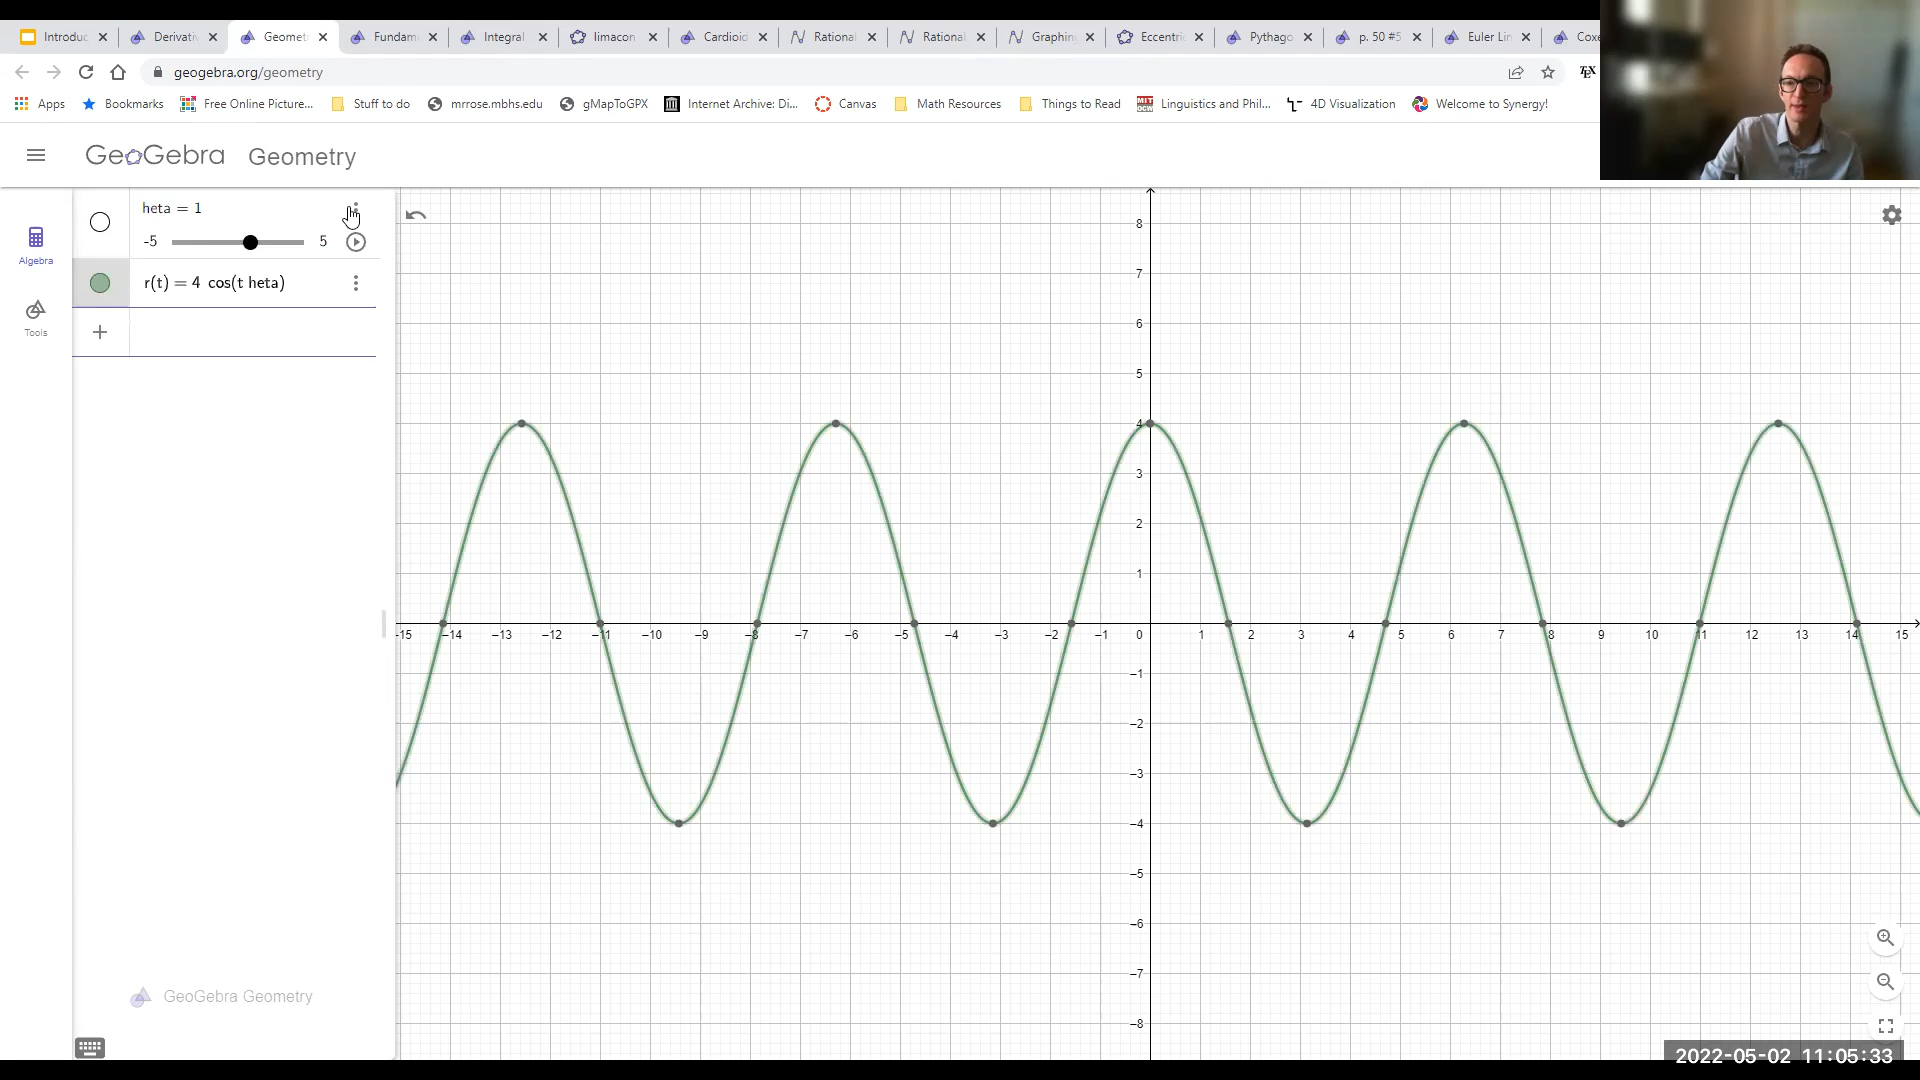 Introduc
Derivativ
Geomet
Fundam
Integral
limacon
Cardioid
Rational
Rational
Graphin
Eccentri
Pythago
p. 50 #5
Euler Lin
Coxe
geogebra.org/geometry
TEX
Apps
Bookmarks
Free Online Picture...
Stuff to do
mrrose.mbhs.edu
gMapToGPX
Internet Archive: Di...
Canvas
Math Resources
Things to Read
Linguistics and Phil...
4D Visualization
Welcome to Synergy!
GeoGebra Geometry
heta = 1
-5 5
Algebra
r(t) = 4 cos(t heta)
Tools
+
8
7
6
5
4
3
2
1
-15 -14 -13 -12 -11 -10 -9 -8 -7 -6 -5 -4 -3 -2 -1 0 1 2 3 4 5 6 7 8 9 10 11 12 13 14 15
-1
-2
-3
-4
-5
-6
-7
-8
GeoGebra Geometry
2022-05-02 11:05:33